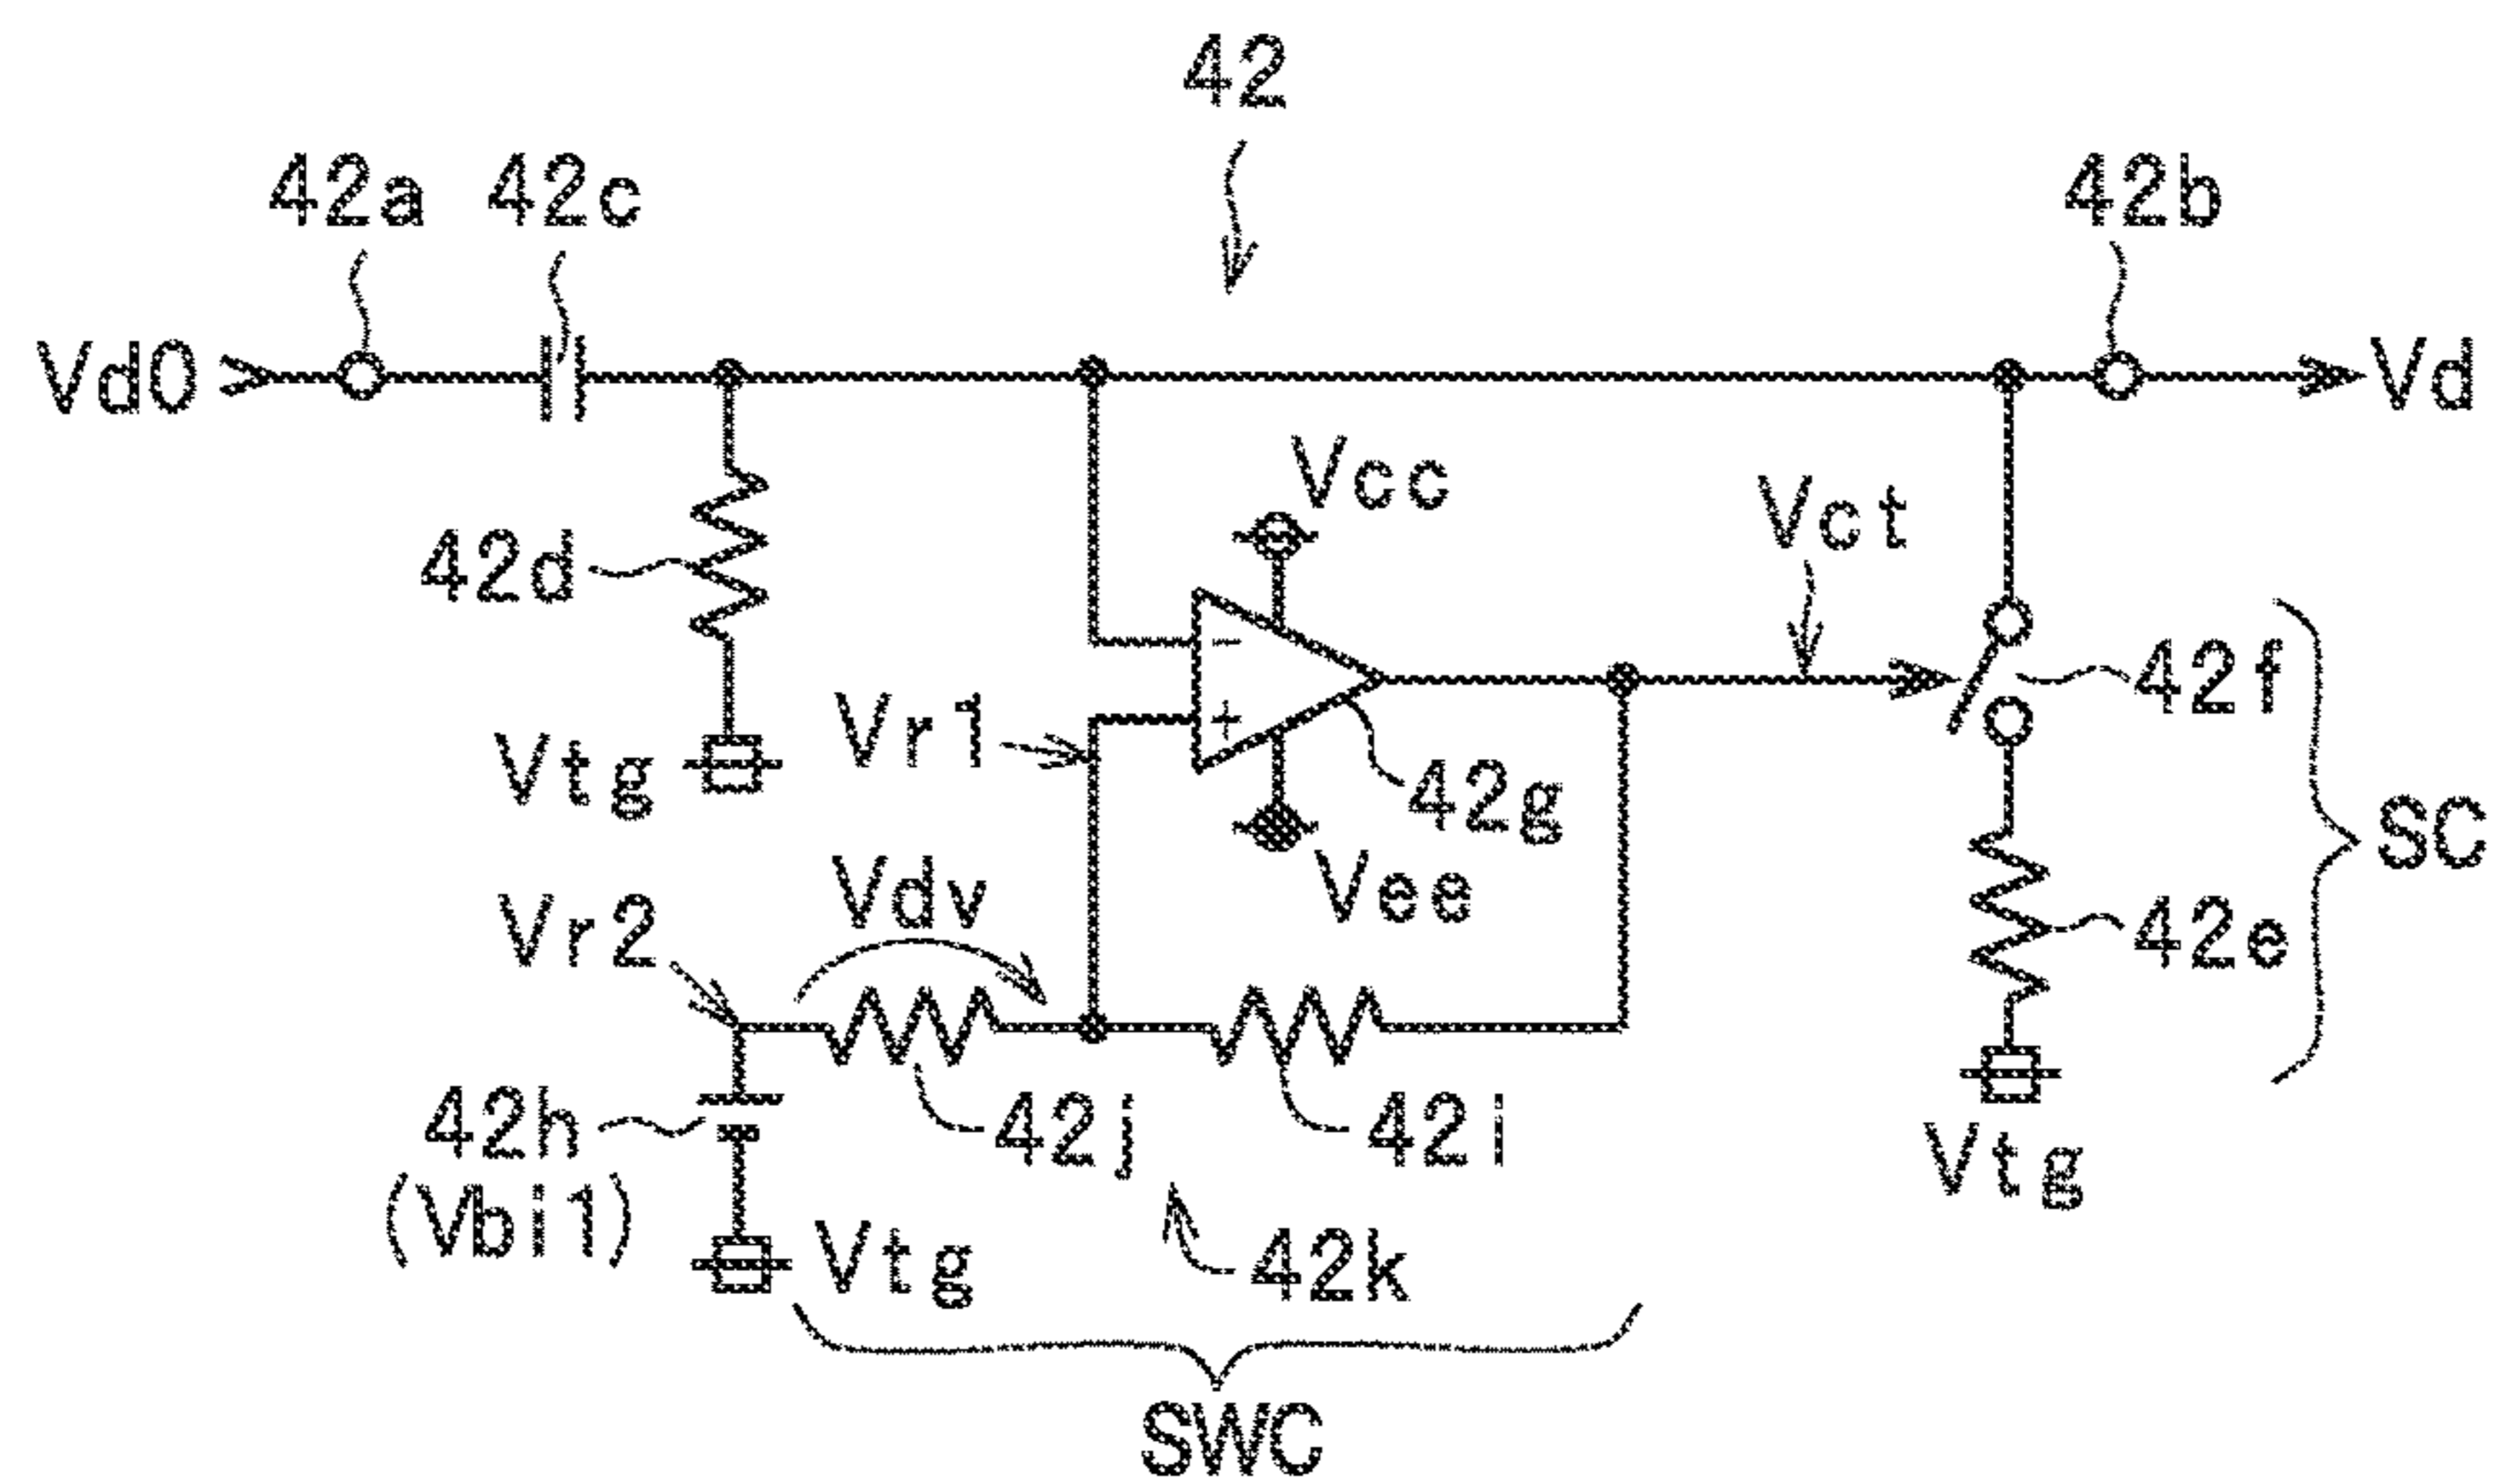 42
42a
42c
42b
Vd0
Vd
Vcc
Vct
42d
−
42f
Vr1
+
Vtg
42g
SC
Vdv
Vee
Vr2
42e
42h
42j
42i
(Vbi1)
Vtg
Vtg
42k
SWC